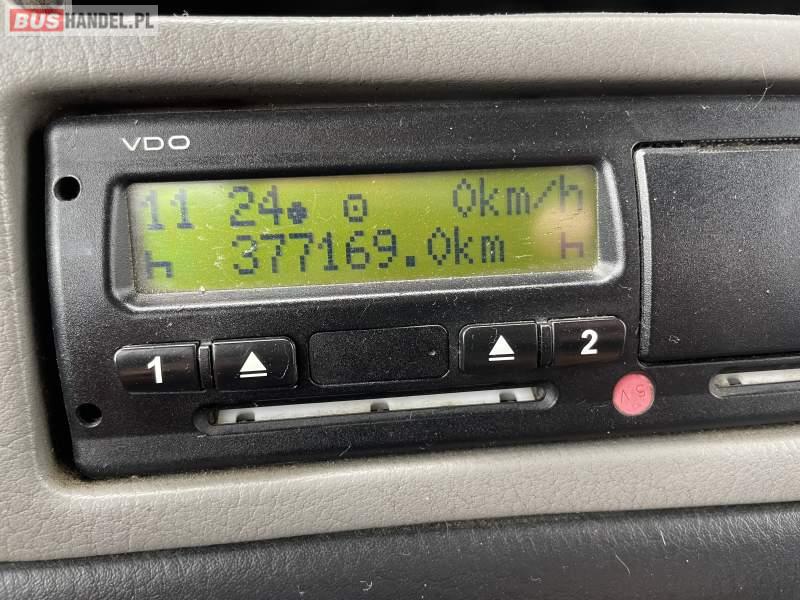 BUSHANDEL.PL
VDO
11 24 0km/h
377169.0km
1
2